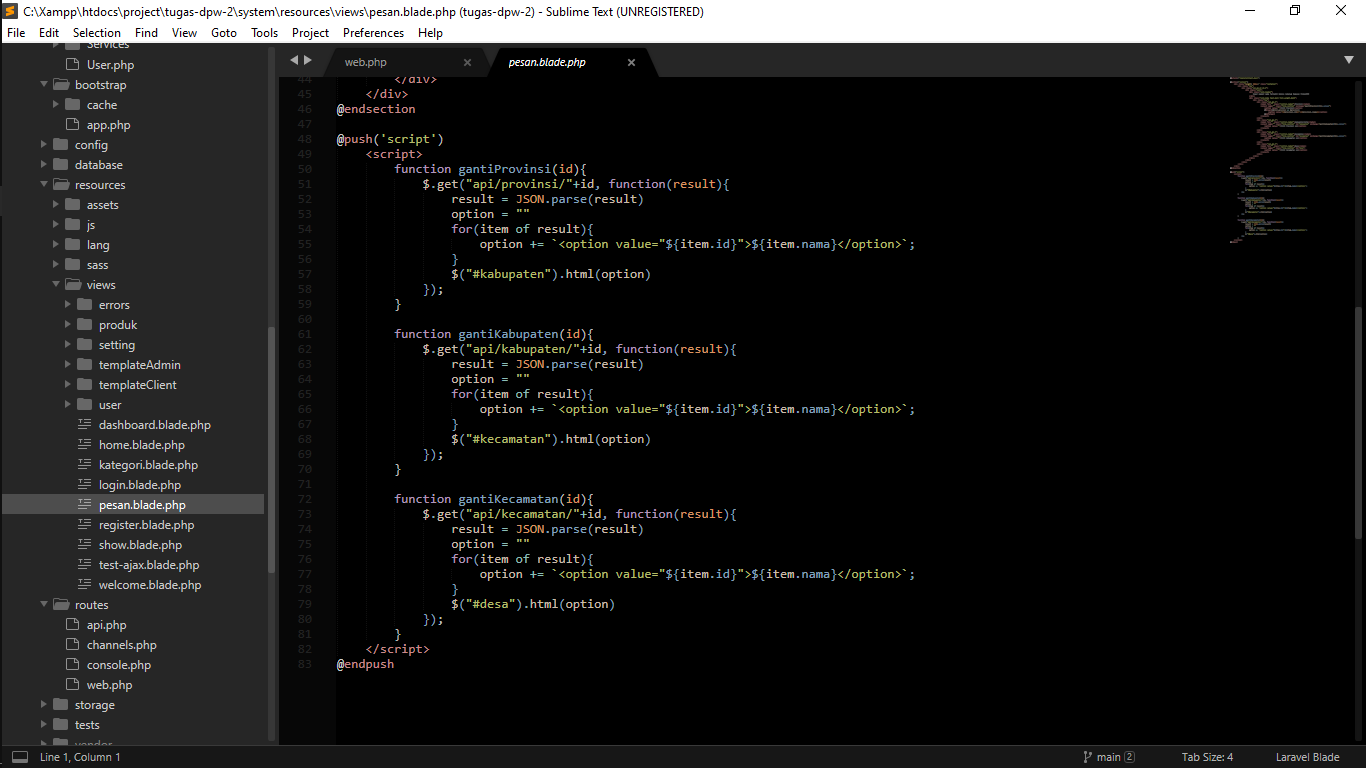 C:\Xampp\htdocs\project\tugas-dpw-2\system\resources\views\pesan.blade.php (tugas-dpw-2) - Sublime Text (UNREGISTERED)
File Edit Selection Find View Goto Tools Project Preferences Help
Services
User.php
bootstrap
cache
app.php
config
database
resources
assets
js
lang
sass
views
errors
produk
setting
templateAdmin
templateClient
user
dashboard.blade.php
home.blade.php
kategori.blade.php
login.blade.php
pesan.blade.php
register.blade.php
show.blade.php
test-ajax.blade.php
welcome.blade.php
routes
api.php
channels.php
console.php
web.php
storage
tests
vendor
web.php × pesan.blade.php ×
44 </div>
45 </div>
46 @endsection
47
48 @push('script')
49 <script>
50 function gantiProvinsi(id){
51 $.get("api/provinsi/"+id, function(result){
52 result = JSON.parse(result)
53 option = ""
54 for(item of result){
55 option += `<option value="${item.id}">${item.nama}</option>`;
56 }
57 $("#kabupaten").html(option)
58 });
59 }
60
61 function gantiKabupaten(id){
62 $.get("api/kabupaten/"+id, function(result){
63 result = JSON.parse(result)
64 option = ""
65 for(item of result){
66 option += `<option value="${item.id}">${item.nama}</option>`;
67 }
68 $("#kecamatan").html(option)
69 });
70 }
71
72 function gantiKecamatan(id){
73 $.get("api/kecamatan/"+id, function(result){
74 result = JSON.parse(result)
75 option = ""
76 for(item of result){
77 option += `<option value="${item.id}">${item.nama}</option>`;
78 }
79 $("#desa").html(option)
80 });
81 }
82 </script>
83 @endpush
Line 1, Column 1 main 2 Tab Size: 4 Laravel Blade